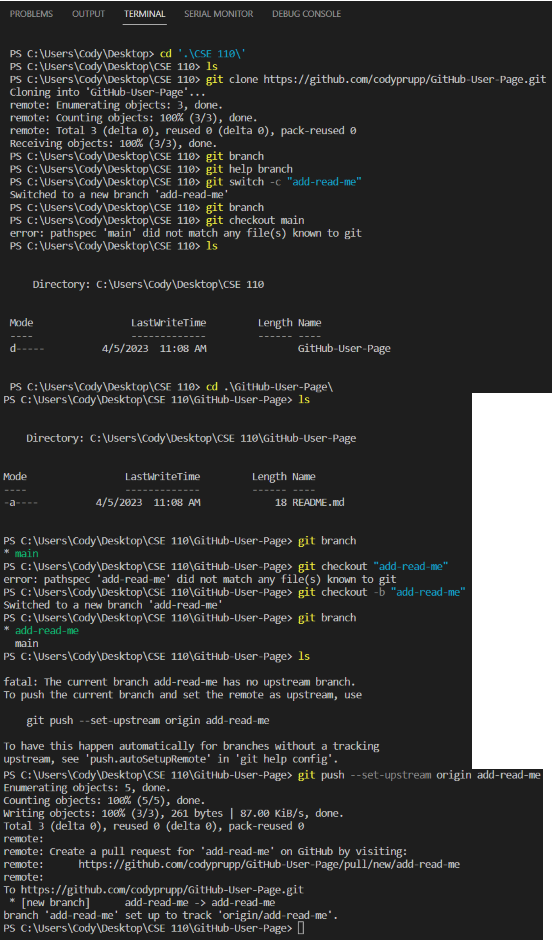 PROBLEMS OUTPUT TERMINAL SERIAL MONITOR DEBUG CONSOLE
PS C:\Users\Cody\Desktop> cd '.\CSE 110\'
PS C:\Users\Cody\Desktop\CSE 110> ls
PS C:\Users\Cody\Desktop\CSE 110> git clone https://github.com/codyprupp/GitHub-User-Page.git
Cloning into 'GitHub-User-Page'...
remote: Enumerating objects: 3, done.
remote: Counting objects: 100% (3/3), done.
remote: Total 3 (delta 0), reused 0 (delta 0), pack-reused 0
Receiving objects: 100% (3/3), done.
PS C:\Users\Cody\Desktop\CSE 110> git branch
PS C:\Users\Cody\Desktop\CSE 110> git help branch
PS C:\Users\Cody\Desktop\CSE 110> git switch -c "add-read-me"
Switched to a new branch 'add-read-me'
PS C:\Users\Cody\Desktop\CSE 110> git branch
PS C:\Users\Cody\Desktop\CSE 110> git checkout main
error: pathspec 'main' did not match any file(s) known to git
PS C:\Users\Cody\Desktop\CSE 110> ls
Directory: C:\Users\Cody\Desktop\CSE 110
Mode LastWriteTime Length Name
---- ------------- ------ ----
d----- 4/5/2023 11:08 AM GitHub-User-Page
PS C:\Users\Cody\Desktop\CSE 110> cd .\GitHub-User-Page\
PS C:\Users\Cody\Desktop\CSE 110\GitHub-User-Page> ls
Directory: C:\Users\Cody\Desktop\CSE 110\GitHub-User-Page
Mode LastWriteTime Length Name
---- ------------- ------ ----
-a---- 4/5/2023 11:08 AM 18 README.md
PS C:\Users\Cody\Desktop\CSE 110\GitHub-User-Page> git branch
* main
PS C:\Users\Cody\Desktop\CSE 110\GitHub-User-Page> git checkout "add-read-me"
error: pathspec 'add-read-me' did not match any file(s) known to git
PS C:\Users\Cody\Desktop\CSE 110\GitHub-User-Page> git checkout -b "add-read-me"
Switched to a new branch 'add-read-me'
PS C:\Users\Cody\Desktop\CSE 110\GitHub-User-Page> git branch
* add-read-me
main
PS C:\Users\Cody\Desktop\CSE 110\GitHub-User-Page> ls
fatal: The current branch add-read-me has no upstream branch.
To push the current branch and set the remote as upstream, use
git push --set-upstream origin add-read-me
To have this happen automatically for branches without a tracking
upstream, see 'push.autoSetupRemote' in 'git help config'.
PS C:\Users\Cody\Desktop\CSE 110\GitHub-User-Page> git push --set-upstream origin add-read-me
Enumerating objects: 5, done.
Counting objects: 100% (5/5), done.
Writing objects: 100% (3/3), 261 bytes | 87.00 KiB/s, done.
Total 3 (delta 0), reused 0 (delta 0), pack-reused 0
remote:
remote: Create a pull request for 'add-read-me' on GitHub by visiting:
remote: https://github.com/codyprupp/GitHub-User-Page/pull/new/add-read-me
remote:
To https://github.com/codyprupp/GitHub-User-Page.git
* [new branch] add-read-me -> add-read-me
branch 'add-read-me' set up to track 'origin/add-read-me'.
PS C:\Users\Cody\Desktop\CSE 110\GitHub-User-Page>